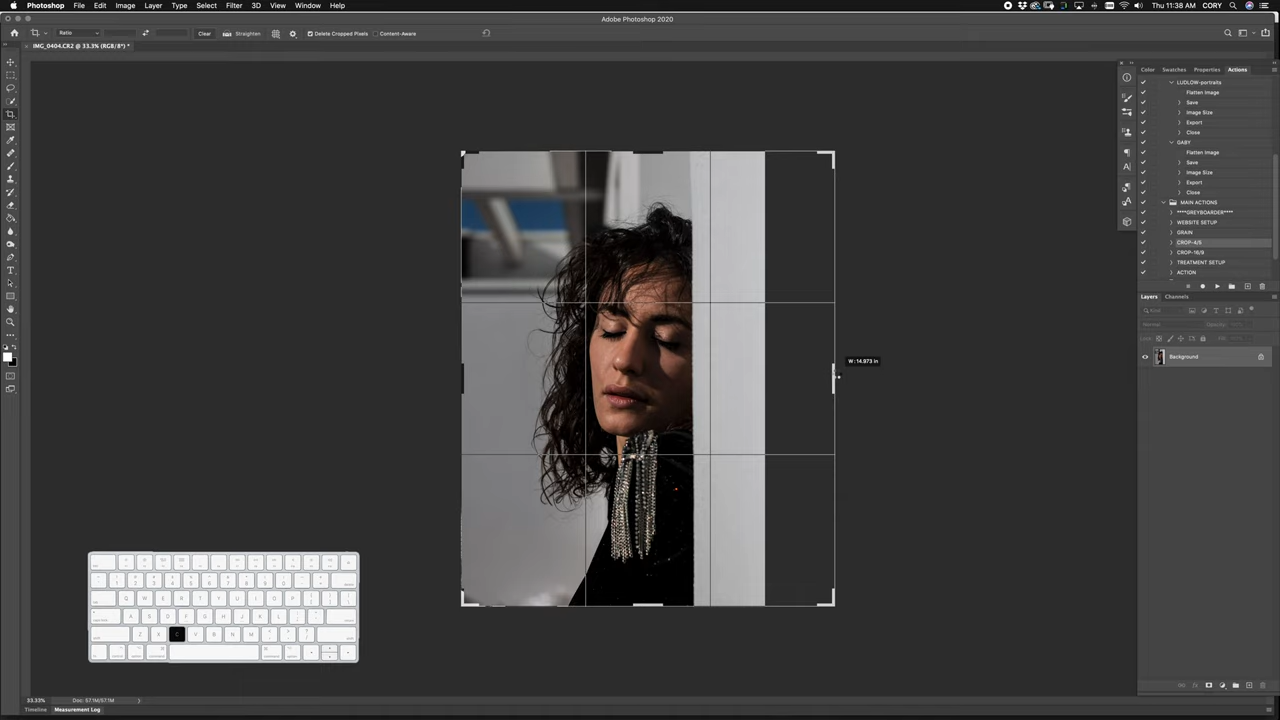 Photoshop File Edit Image Layer Type Select Filter 3D View Window Help
Thu 11:38 AM CORY
Adobe Photoshop 2020
Ratio Clear Straighten Delete Cropped Pixels Content-Aware
IMG_0404.CR2 @ 33.3% (RGB/8*) *
Color Swatches Properties Actions
LUDLOW-portraits
Flatten Image
Save
Image Size
Export
Close
GABY
Flatten Image
Save
Image Size
Export
Close
MAIN ACTIONS
****GREYBOARDER****
WEBSITE SETUP
GRAIN
CROP-4/5
CROP-16/9
TREATMENT SETUP
ACTION
Layers Channels
Kind
Normal Opacity:
Lock: Fill:
Background
W: 14.973 in
Q W E R T Y U I O P
A S D F G H J K L
Z X C V B N M
33.33% Doc: 57.1M/57.1M
Timeline Measurement Log